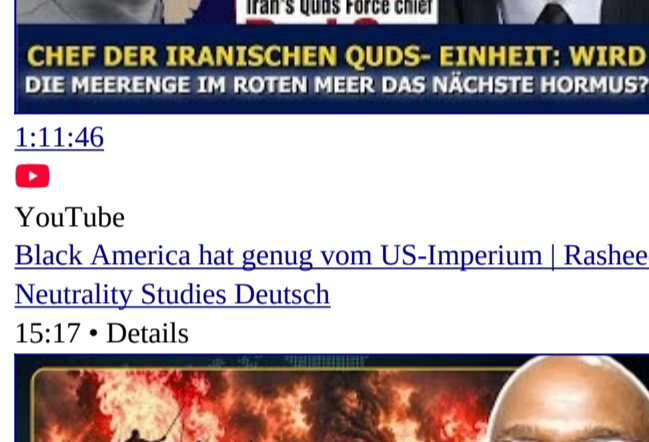 Iran's Quds Force chief
CHEF DER IRANISCHEN QUDS- EINHEIT: WIRD
DIE MEERENGE IM ROTEN MEER DAS NÄCHSTE HORMUS?
1:11:46
YouTube
Black America hat genug vom US-Imperium | Rashee
Neutrality Studies Deutsch
15:17 • Details